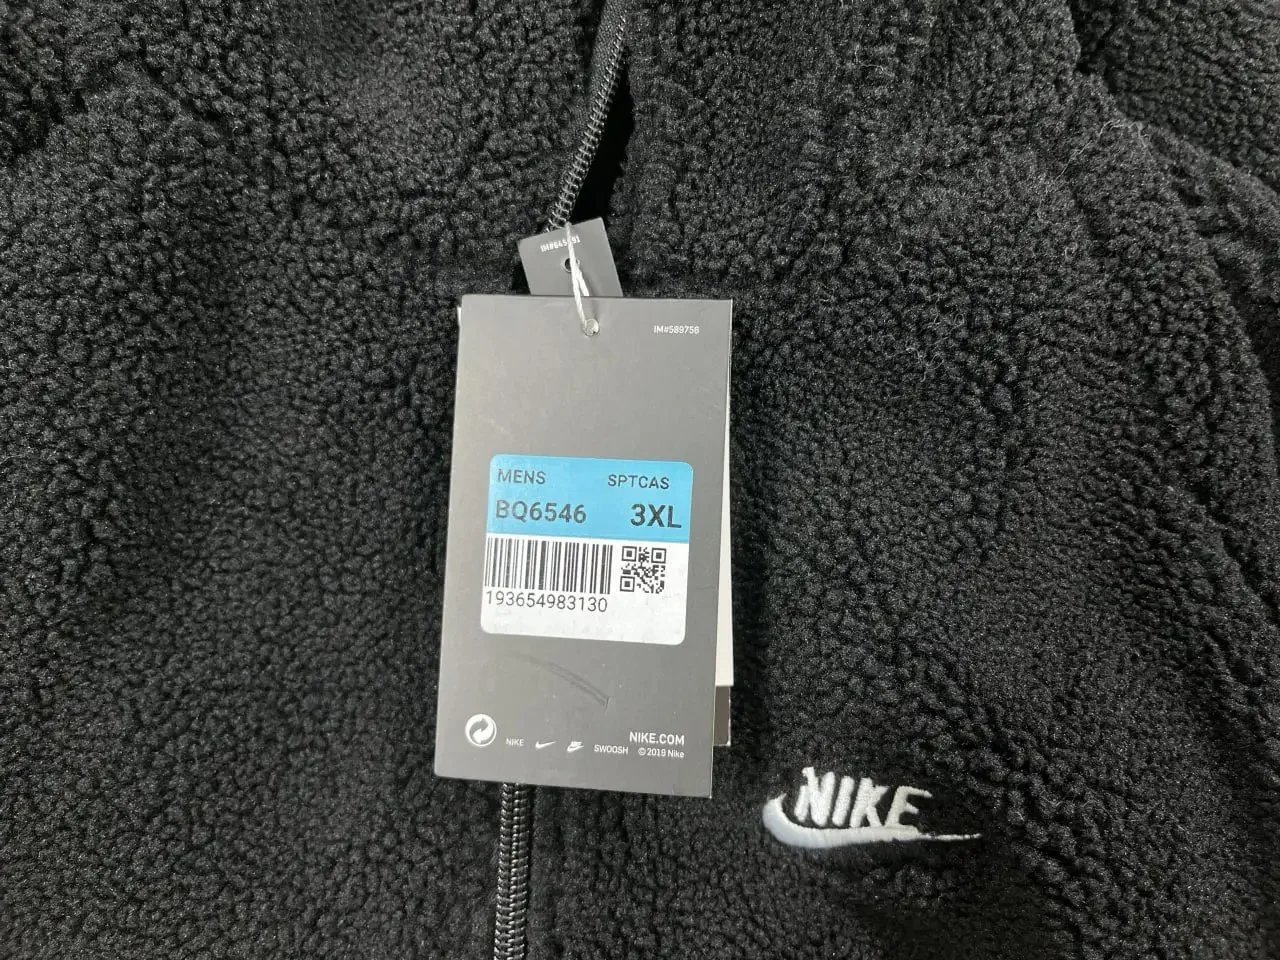 IM#589756
MENS SPTCAS
BQ6546 3XL
193654983130
NIKE.COM
NIKE SWOOSH © 2019 Nike
NIKE